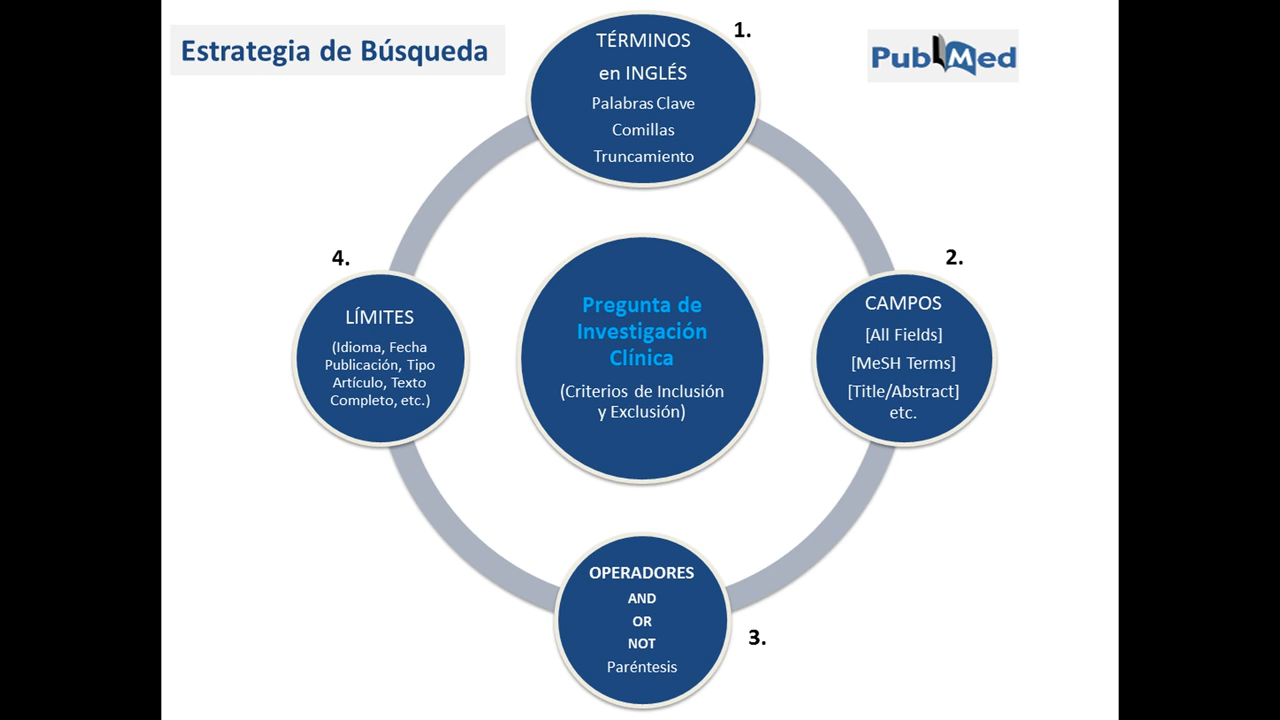 Estrategia de Búsqueda
PubMed
1.
TÉRMINOS
en INGLÉS
Palabras Clave
Comillas
Truncamiento
2.
CAMPOS
[All Fields]
[MeSH Terms]
[Title/Abstract]
etc.
3.
OPERADORES
AND
OR
NOT
Paréntesis
4.
LÍMITES
(Idioma, Fecha
Publicación, Tipo
Artículo, Texto
Completo, etc.)
Pregunta de
Investigación
Clínica
(Criterios de Inclusión
y Exclusión)